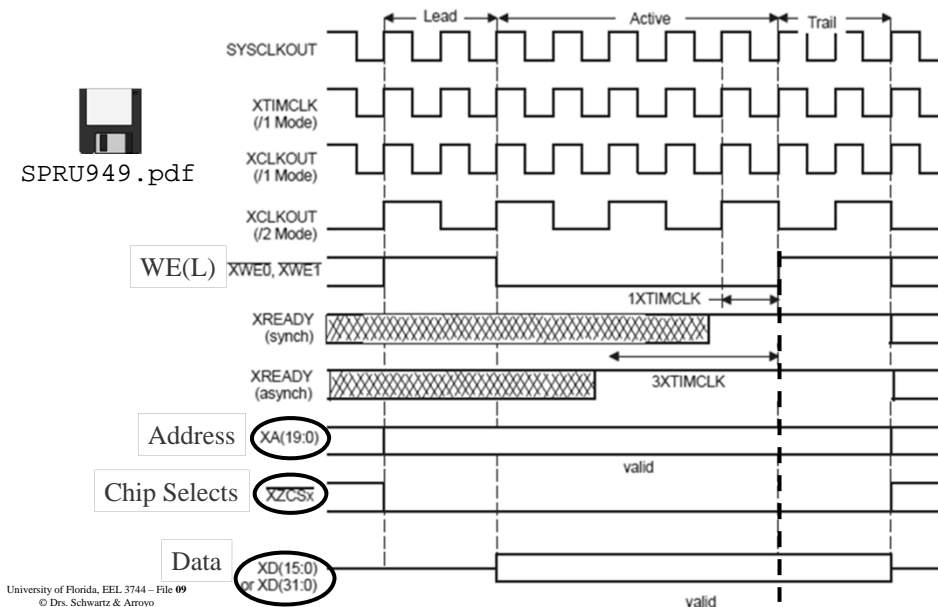 Lead Active Trail
SYSCLKOUT
XTIMCLK
(/1 Mode)
SPRU949.pdf
XCLKOUT
(/1 Mode)
XCLKOUT
(/2 Mode)
WE(L) XWE0, XWE1
1XTIMCLK
XREADY
(synch)
XREADY
(asynch)
3XTIMCLK
Address XA(19:0)
valid
Chip Selects XZCSx
Data XD(15:0)
or XD(31:0)
valid
University of Florida, EEL 3744 – File 09
© Drs. Schwartz & Arroyo